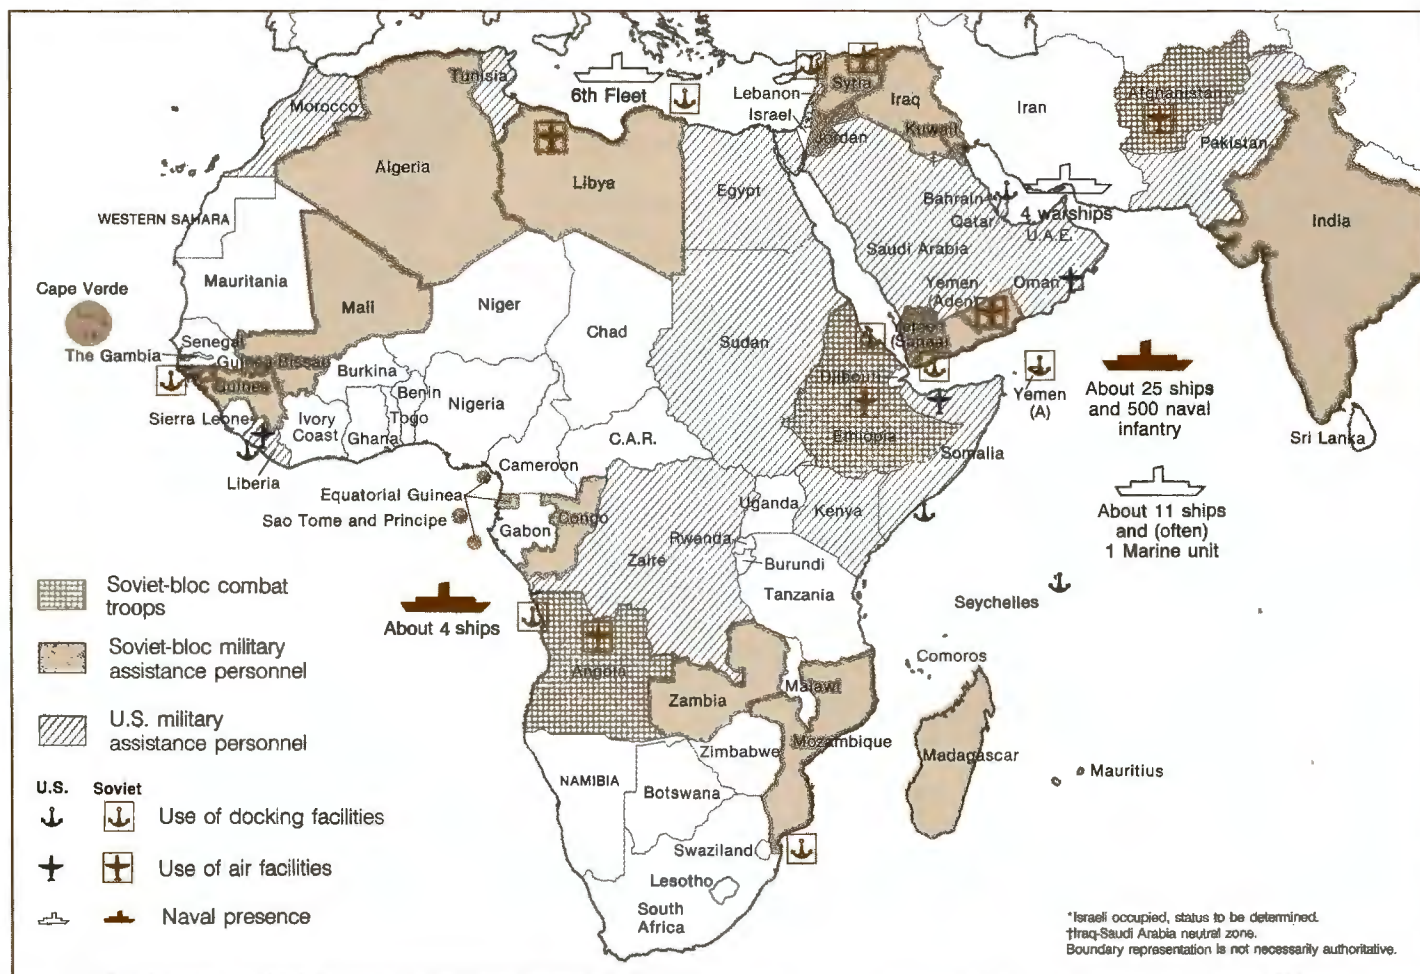 6th Fleet
Tunisia
Morocco
Algeria
Libya
Egypt
Lebanon
Israel
Syria
Jordan
Iraq
Kuwait
Iran
Afghanistan
Pakistan
India
Bahrain
Qatar
4 warships
U.A.E.
Saudi Arabia
Oman
Yemen
(Aden)
Yemen
(Sanaa)
WESTERN SAHARA
Mauritania
Mali
Niger
Chad
Sudan
Cape Verde
Senegal
The Gambia
Guinea-Bissau
Guinea
Sierra Leone
Liberia
Burkina
Ivory
Coast
Ghana
Togo
Benin
Nigeria
Cameroon
C.A.R.
Djibouti
Ethiopia
Somalia
Yemen
(A)
About 25 ships
and 500 naval
infantry
Sri Lanka
About 11 ships
and (often)
1 Marine unit
Equatorial Guinea
Sao Tome and Principe
Gabon
Congo
Zaire
Uganda
Kenya
Rwenda
Burundi
Tanzania
Seychelles
About 4 ships
Angola
Zambia
Malawi
Mozambique
Comoros
Madagascar
Mauritius
Zimbabwe
NAMIBIA
Botswana
Swaziland
Lesotho
South
Africa
Soviet-bloc combat
troops
Soviet-bloc military
assistance personnel
U.S. military
assistance personnel
U.S. Soviet
Use of docking facilities
Use of air facilities
Naval presence
*Israeli occupied, status to be determined.
†Iraq-Saudi Arabia neutral zone.
Boundary representation is not necessarily authoritative.